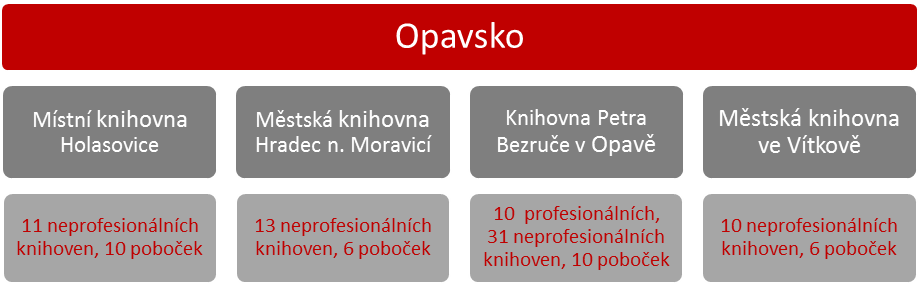 Opavsko
Místní knihovna
Holasovice
Městská knihovna
Hradec n. Moravicí
Knihovna Petra
Bezruče v Opavě
Městská knihovna
ve Vítkově
11 neprofesionálních
knihoven, 10 poboček
13 neprofesionálních
knihoven, 6 poboček
10 profesionálních,
31 neprofesionálních
knihoven, 10 poboček
10 neprofesionálních
knihoven, 6 poboček